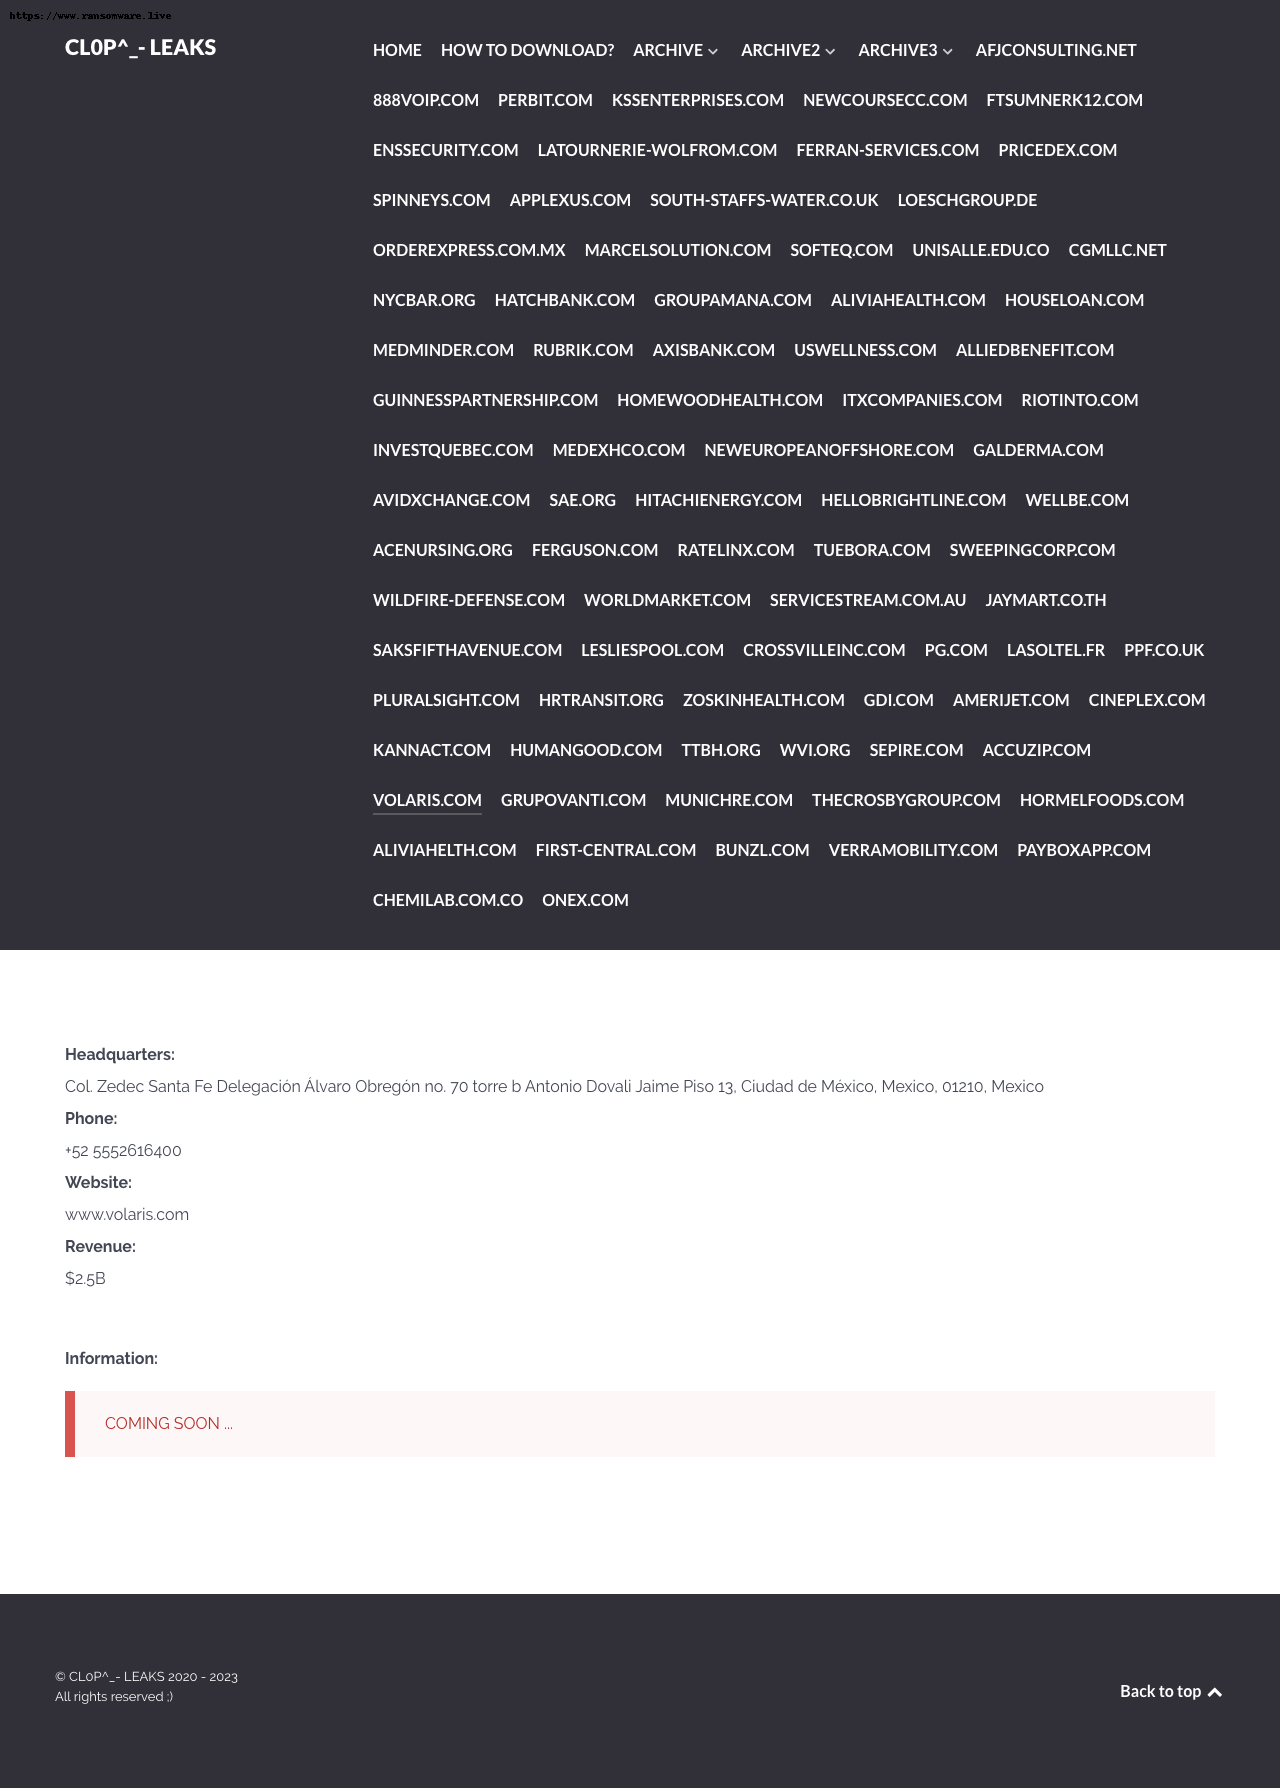 https://www.ransomware.live
CL0P^_- LEAKS
HOME HOW TO DOWNLOAD? ARCHIVE ARCHIVE2 ARCHIVE3 AFJCONSULTING.NET
888VOIP.COM PERBIT.COM KSSENTERPRISES.COM NEWCOURSECC.COM FTSUMNERK12.COM
ENSSECURITY.COM LATOURNERIE-WOLFROM.COM FERRAN-SERVICES.COM PRICEDEX.COM
SPINNEYS.COM APPLEXUS.COM SOUTH-STAFFS-WATER.CO.UK LOESCHGROUP.DE
ORDEREXPRESS.COM.MX MARCELSOLUTION.COM SOFTEQ.COM UNISALLE.EDU.CO CGMLLC.NET
NYCBAR.ORG HATCHBANK.COM GROUPAMANA.COM ALIVIAHEALTH.COM HOUSELOAN.COM
MEDMINDER.COM RUBRIK.COM AXISBANK.COM USWELLNESS.COM ALLIEDBENEFIT.COM
GUINNESSPARTNERSHIP.COM HOMEWOODHEALTH.COM ITXCOMPANIES.COM RIOTINTO.COM
INVESTQUEBEC.COM MEDEXHCO.COM NEWEUROPEANOFFSHORE.COM GALDERMA.COM
AVIDXCHANGE.COM SAE.ORG HITACHIENERGY.COM HELLOBRIGHTLINE.COM WELLBE.COM
ACENURSING.ORG FERGUSON.COM RATELINX.COM TUEBORA.COM SWEEPINGCORP.COM
WILDFIRE-DEFENSE.COM WORLDMARKET.COM SERVICESTREAM.COM.AU JAYMART.CO.TH
SAKSFIFTHAVENUE.COM LESLIESPOOL.COM CROSSVILLEINC.COM PG.COM LASOLTEL.FR PPF.CO.UK
PLURALSIGHT.COM HRTRANSIT.ORG ZOSKINHEALTH.COM GDI.COM AMERIJET.COM CINEPLEX.COM
KANNACT.COM HUMANGOOD.COM TTBH.ORG WVI.ORG SEPIRE.COM ACCUZIP.COM
VOLARIS.COM GRUPOVANTI.COM MUNICHRE.COM THECROSBYGROUP.COM HORMELFOODS.COM
ALIVIAHELTH.COM FIRST-CENTRAL.COM BUNZL.COM VERRAMOBILITY.COM PAYBOXAPP.COM
CHEMILAB.COM.CO ONEX.COM
Headquarters:
Col. Zedec Santa Fe Delegación Álvaro Obregón no. 70 torre b Antonio Dovali Jaime Piso 13, Ciudad de México, Mexico, 01210, Mexico
Phone:
+52 5552616400
Website:
www.volaris.com
Revenue:
$2.5B
Information:
COMING SOON ...
© CL0P^_- LEAKS 2020 - 2023
All rights reserved ;)
Back to top